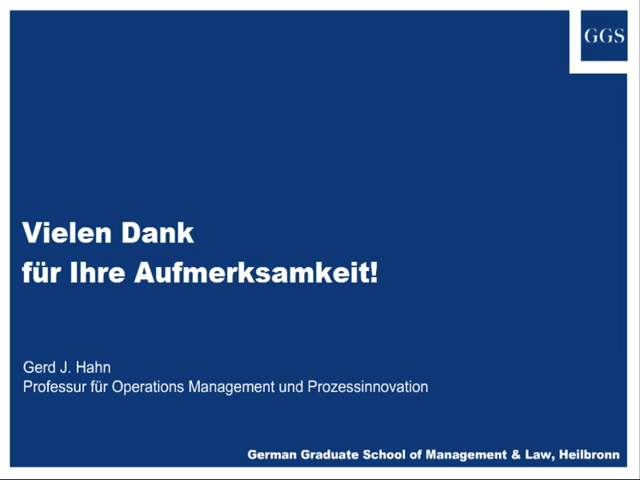 GGS
Vielen Dank
für Ihre Aufmerksamkeit!
Gerd J. Hahn
Professur für Operations Management und Prozessinnovation
German Graduate School of Management & Law, Heilbronn